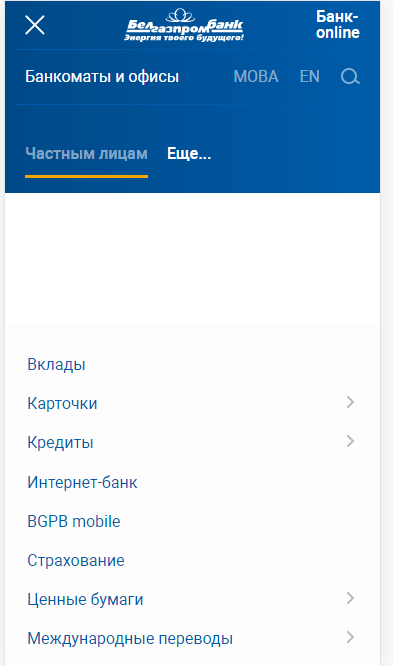 Белгазпромбанк
Энергия твоего будущего!
Банк-
online
Банкоматы и офисы
МОВА
EN
Частным лицам
Еще...
Вклады
Карточки
Кредиты
Интернет-банк
BGPB mobile
Страхование
Ценные бумаги
Международные переводы